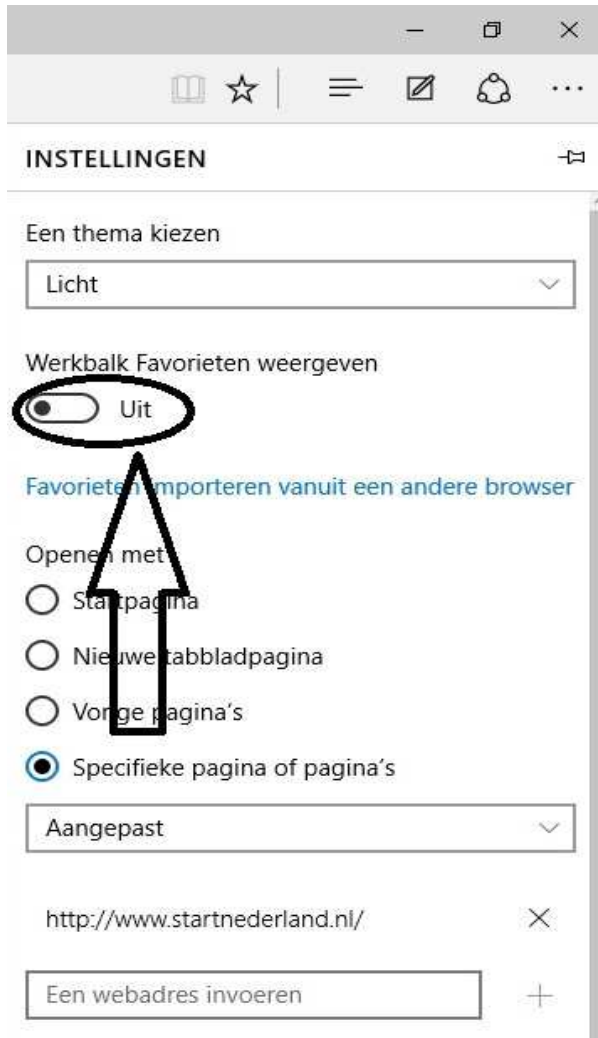 INSTELLINGEN
Een thema kiezen
Licht
Werkbalk Favorieten weergeven
Uit
Favorieten importeren vanuit een andere browser
Openen met
Startpagina
Nieuwe tabbladpagina
Vorige pagina's
Specifieke pagina of pagina's
Aangepast
http://www.startnederland.nl/
Een webadres invoeren